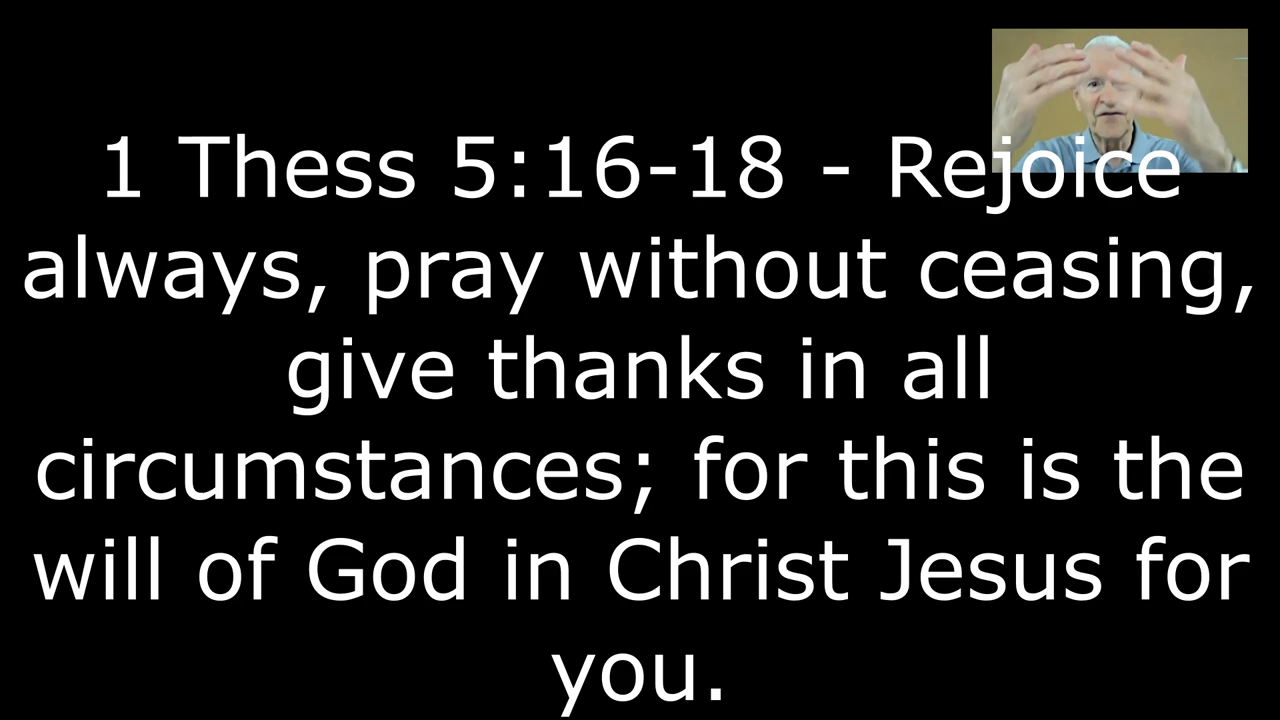 1 Thess 5:16-18 - Rejoice
always, pray without ceasing,
give thanks in all
circumstances; for this is the
will of God in Christ Jesus for
you.